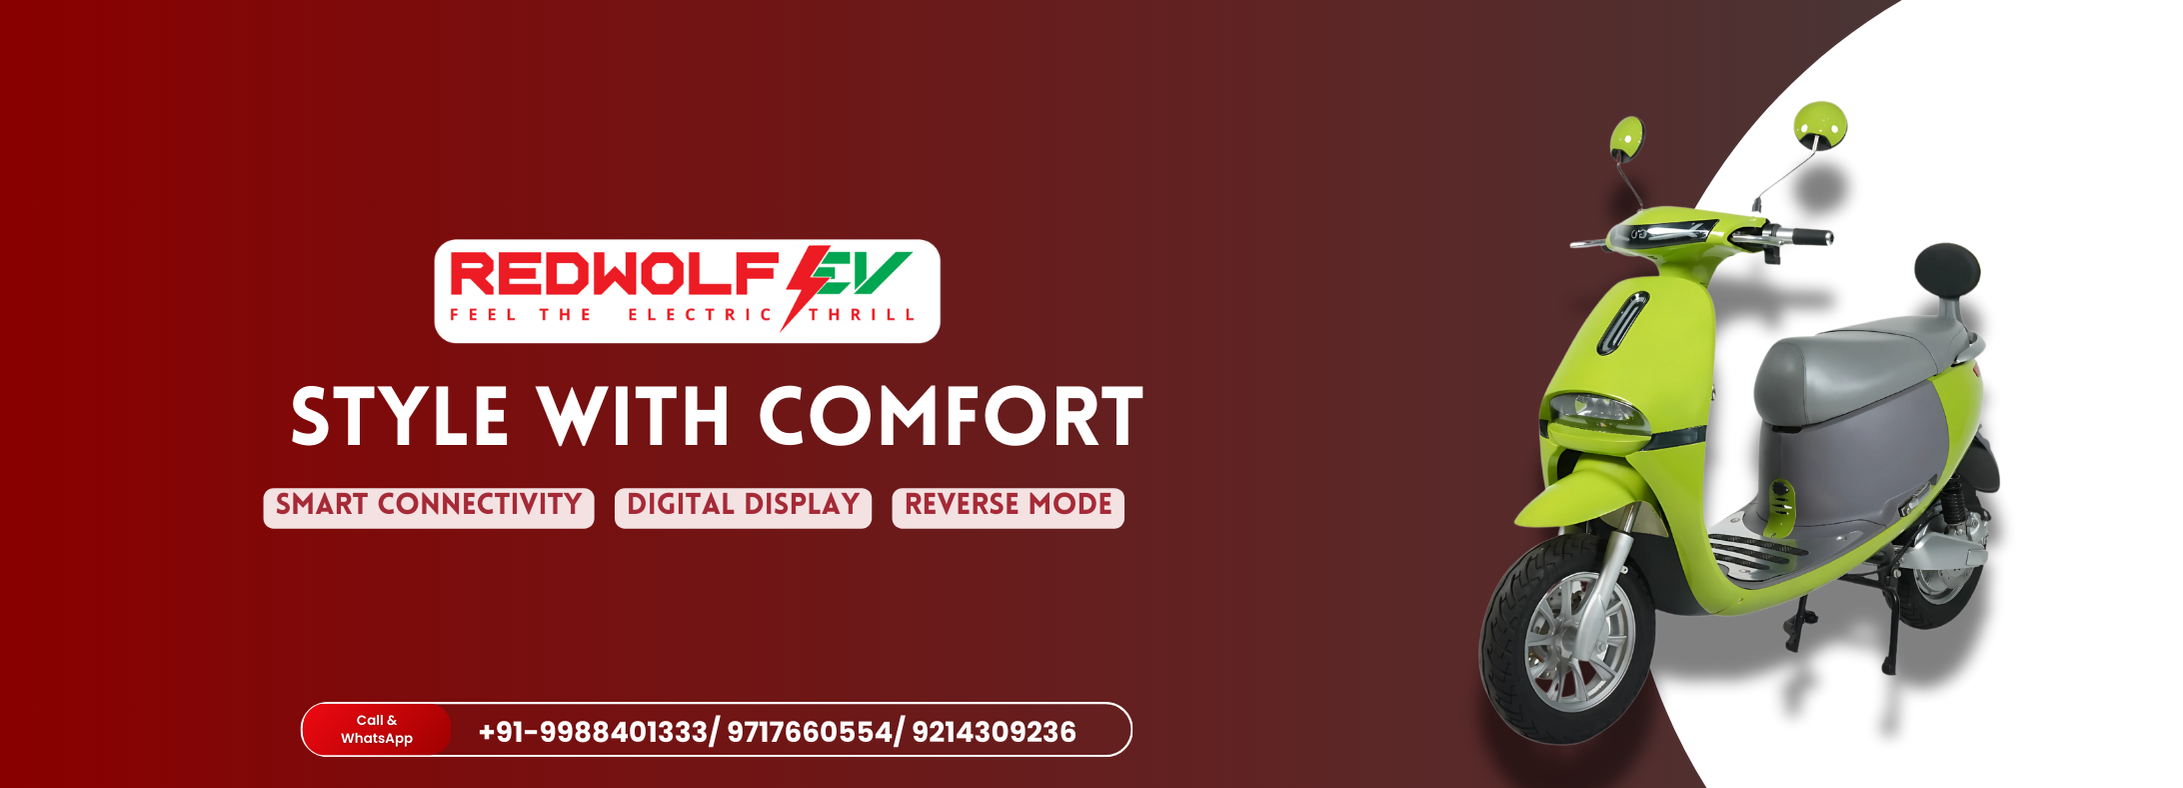 REDWOLF EV
FEEL THE ELECTRIC THRILL
STYLE WITH COMFORT
SMART CONNECTIVITY DIGITAL DISPLAY REVERSE MODE
Call &
WhatsApp
+91-9988401333/ 9717660554/ 9214309236